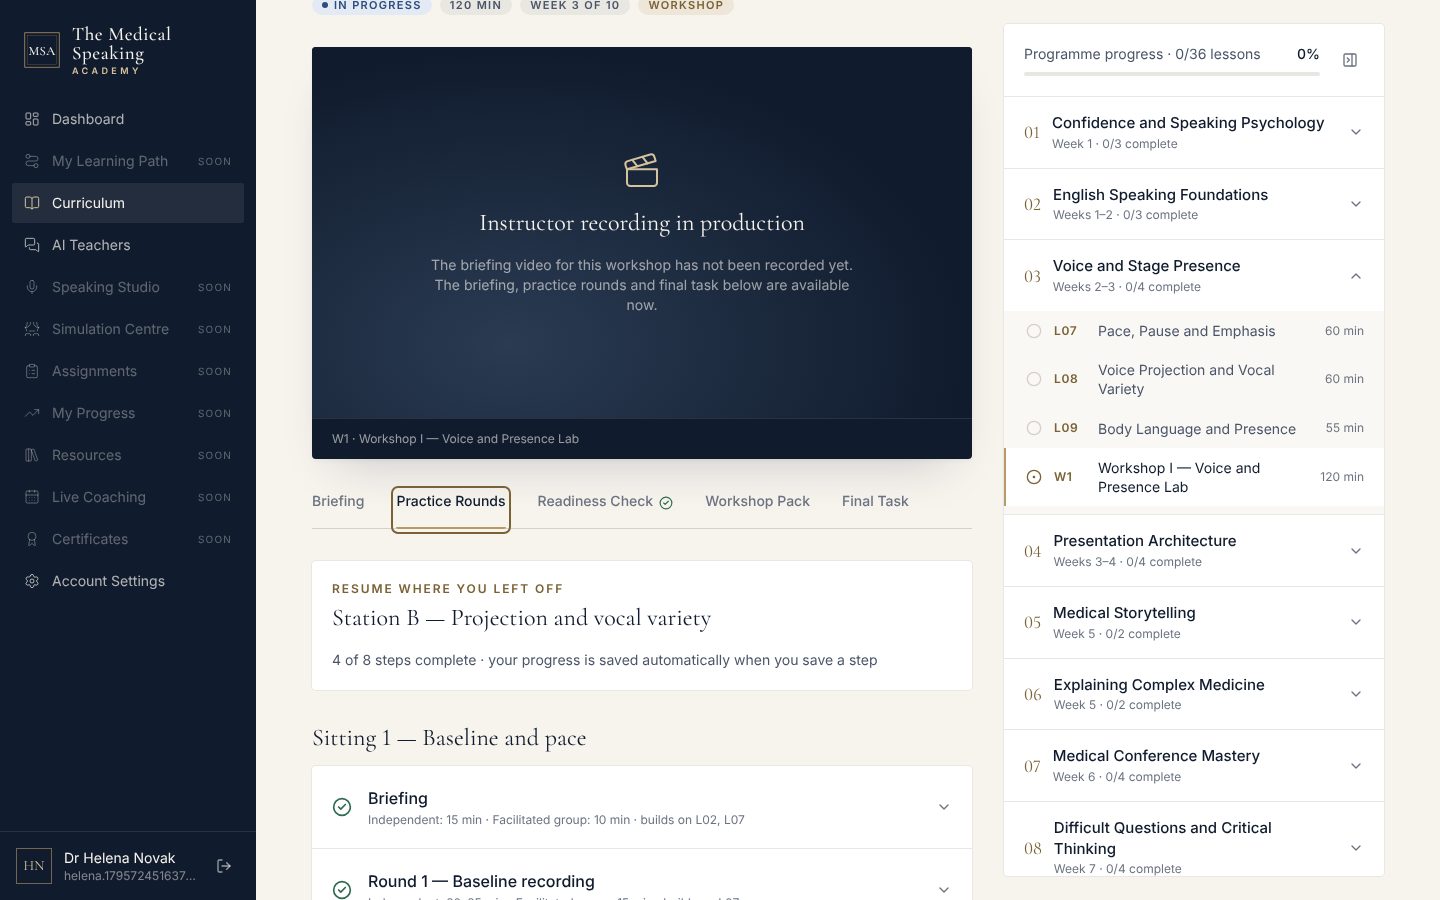 MSA
The Medical
Speaking
ACADEMY
Dashboard
My Learning Path SOON
Curriculum
AI Teachers
Speaking Studio SOON
Simulation Centre SOON
Assignments SOON
My Progress SOON
Resources SOON
Live Coaching SOON
Certificates SOON
Account Settings
HN
Dr Helena Novak
helena.179572451637...
IN PROGRESS
120 MIN
WEEK 3 OF 10
WORKSHOP
Instructor recording in production
The briefing video for this workshop has not been recorded yet.
The briefing, practice rounds and final task below are available
now.
W1 · Workshop I — Voice and Presence Lab
Briefing
Practice Rounds
Readiness Check
Workshop Pack
Final Task
RESUME WHERE YOU LEFT OFF
Station B — Projection and vocal variety
4 of 8 steps complete · your progress is saved automatically when you save a step
Sitting 1 — Baseline and pace
Briefing
Independent: 15 min · Facilitated group: 10 min · builds on L02, L07
Round 1 — Baseline recording
Programme progress · 0/36 lessons 0%
01 Confidence and Speaking Psychology
Week 1 · 0/3 complete
02 English Speaking Foundations
Weeks 1–2 · 0/3 complete
03 Voice and Stage Presence
Weeks 2–3 · 0/4 complete
L07 Pace, Pause and Emphasis 60 min
L08 Voice Projection and Vocal
Variety 60 min
L09 Body Language and Presence 55 min
W1 Workshop I — Voice and
Presence Lab 120 min
04 Presentation Architecture
Weeks 3–4 · 0/4 complete
05 Medical Storytelling
Week 5 · 0/2 complete
06 Explaining Complex Medicine
Week 5 · 0/2 complete
07 Medical Conference Mastery
Week 6 · 0/4 complete
08 Difficult Questions and Critical
Thinking
Week 7 · 0/4 complete